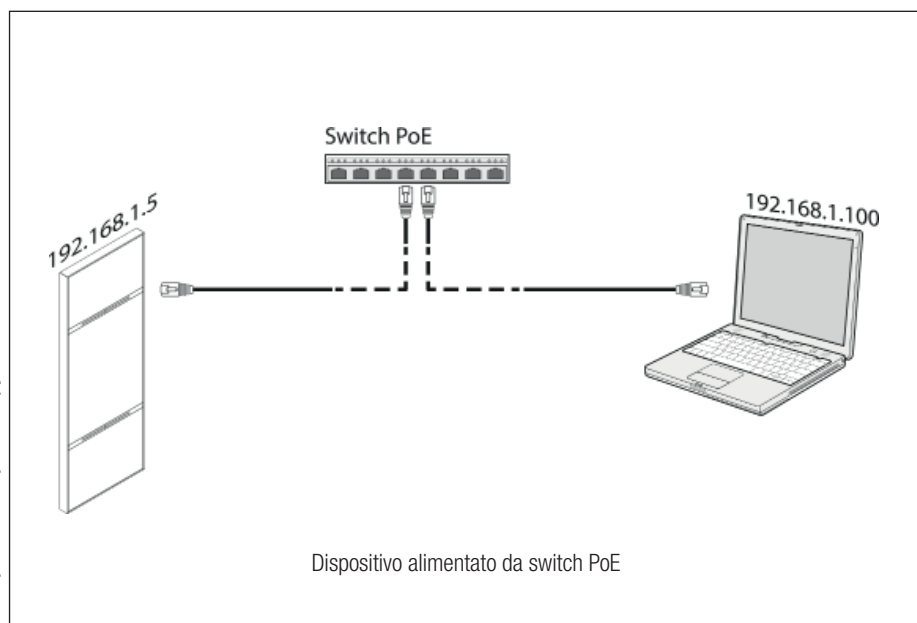 Switch PoE
192.168.1.5
192.168.1.100
Dispositivo alimentato da switch PoE